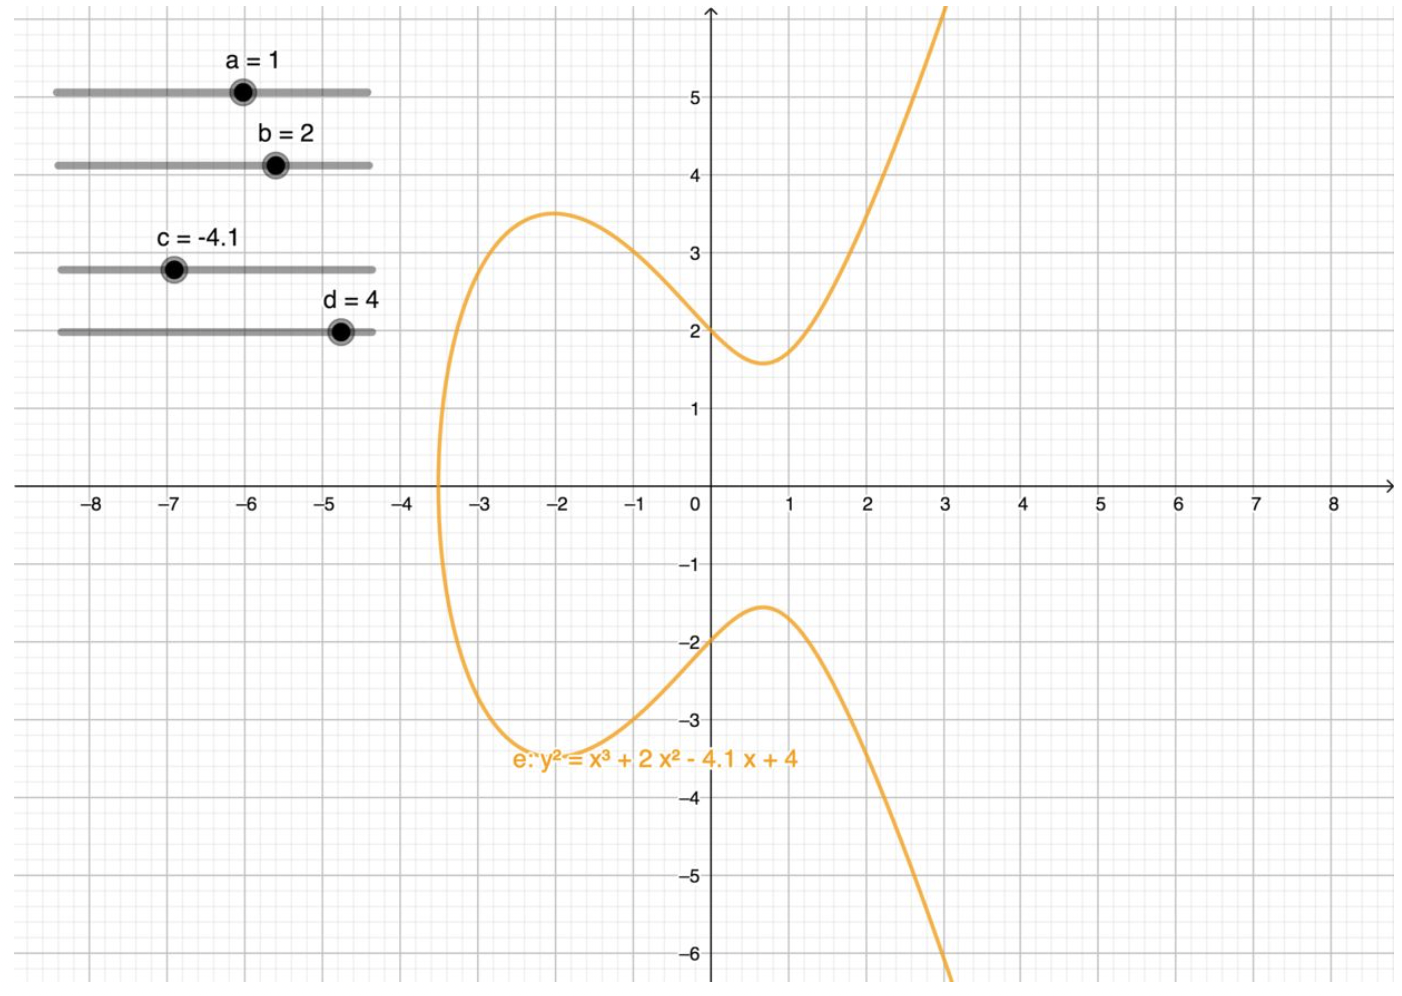 a = 1
b = 2
c = -4.1
d = 4
5
4
3
2
1
–8 –7 –6 –5 –4 –3 –2 –1 0 1 2 3 4 5 6 7 8
–1
–2
–3
e: y² = x³ + 2 x² - 4.1 x + 4
–4
–5
–6